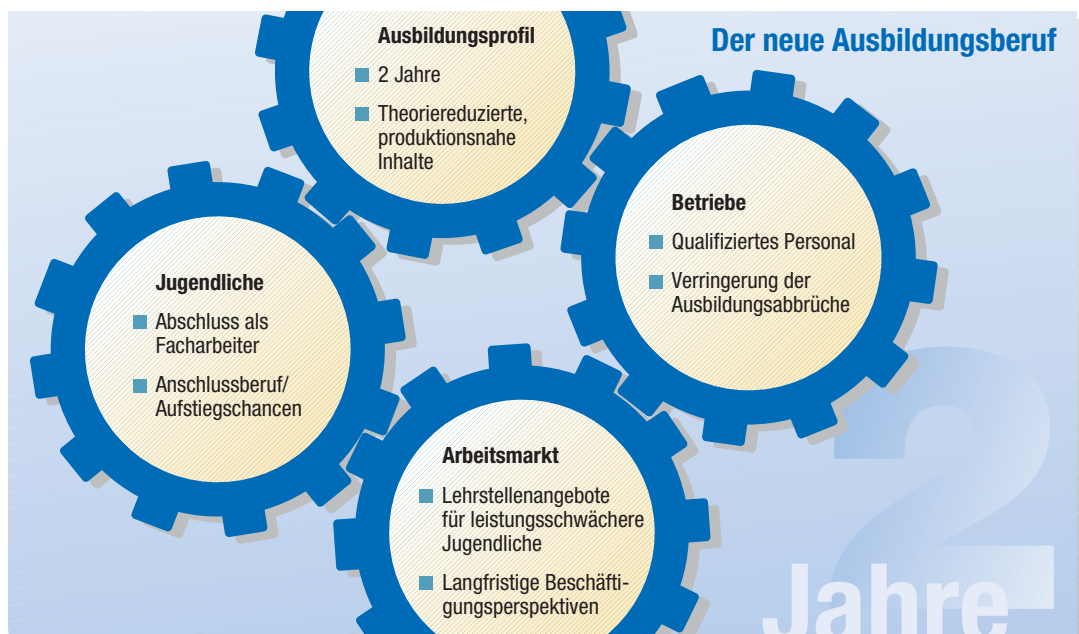 Der neue Ausbildungsberuf
Ausbildungsprofil
2 Jahre
Theoriereduzierte,
produktionsnahe
Inhalte
Betriebe
Qualifiziertes Personal
Verringerung der
Ausbildungsabbrüche
Jugendliche
Abschluss als
Facharbeiter
Anschlussberuf/
Aufstiegschancen
Arbeitsmarkt
Lehrstellenangebote
für leistungsschwächere
Jugendliche
Langfristige Beschäfti-
gungsperspektiven
2
Jahre